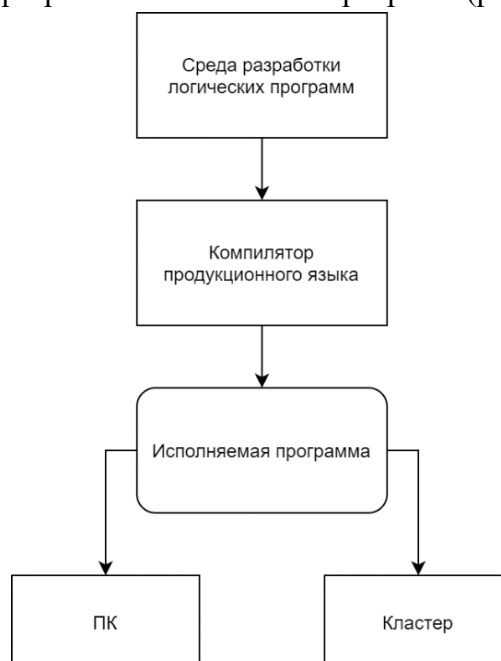 Среда разработки
логических программ
Компилятор
продукционного языка
Исполняемая программа
ПК
Кластер